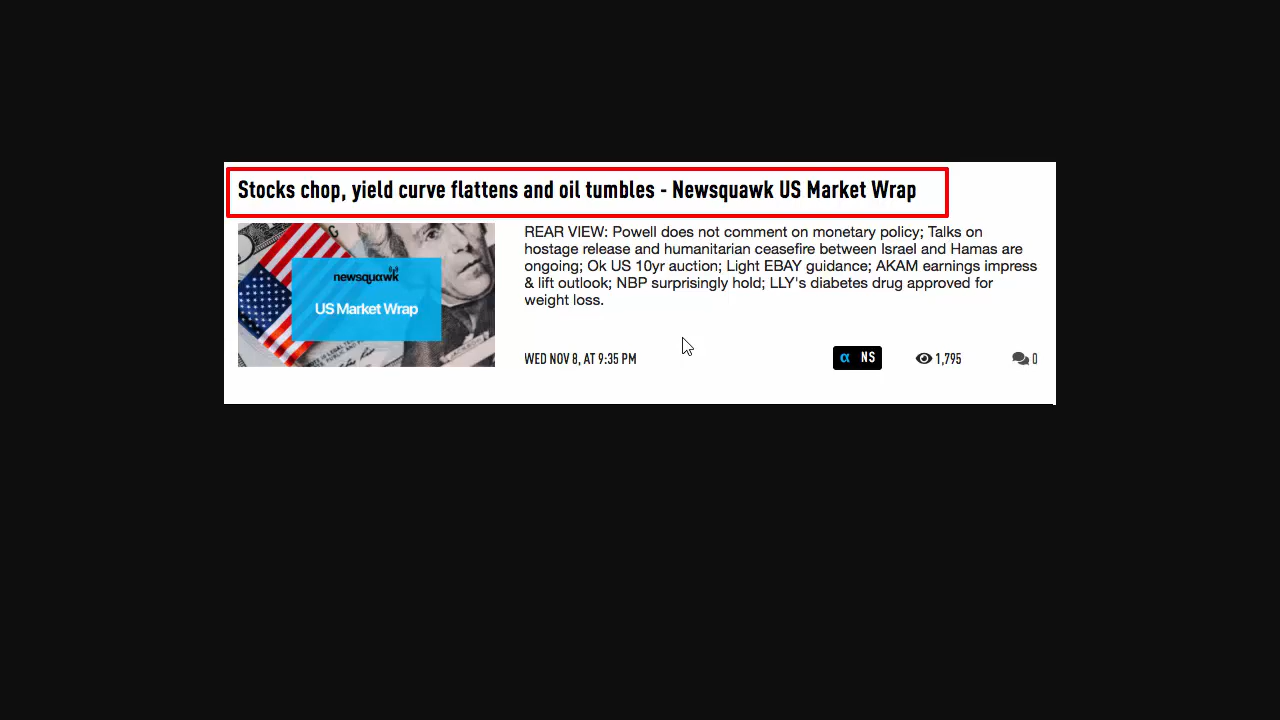 Stocks chop, yield curve flattens and oil tumbles - Newsquawk US Market Wrap
REAR VIEW: Powell does not comment on monetary policy; Talks on
hostage release and humanitarian ceasefire between Israel and Hamas are
ongoing; Ok US 10yr auction; Light EBAY guidance; AKAM earnings impress
& lift outlook; NBP surprisingly hold; LLY's diabetes drug approved for
weight loss.
newsquawk
US Market Wrap
WED NOV 8, AT 9:35 PM
α NS
1,795
0